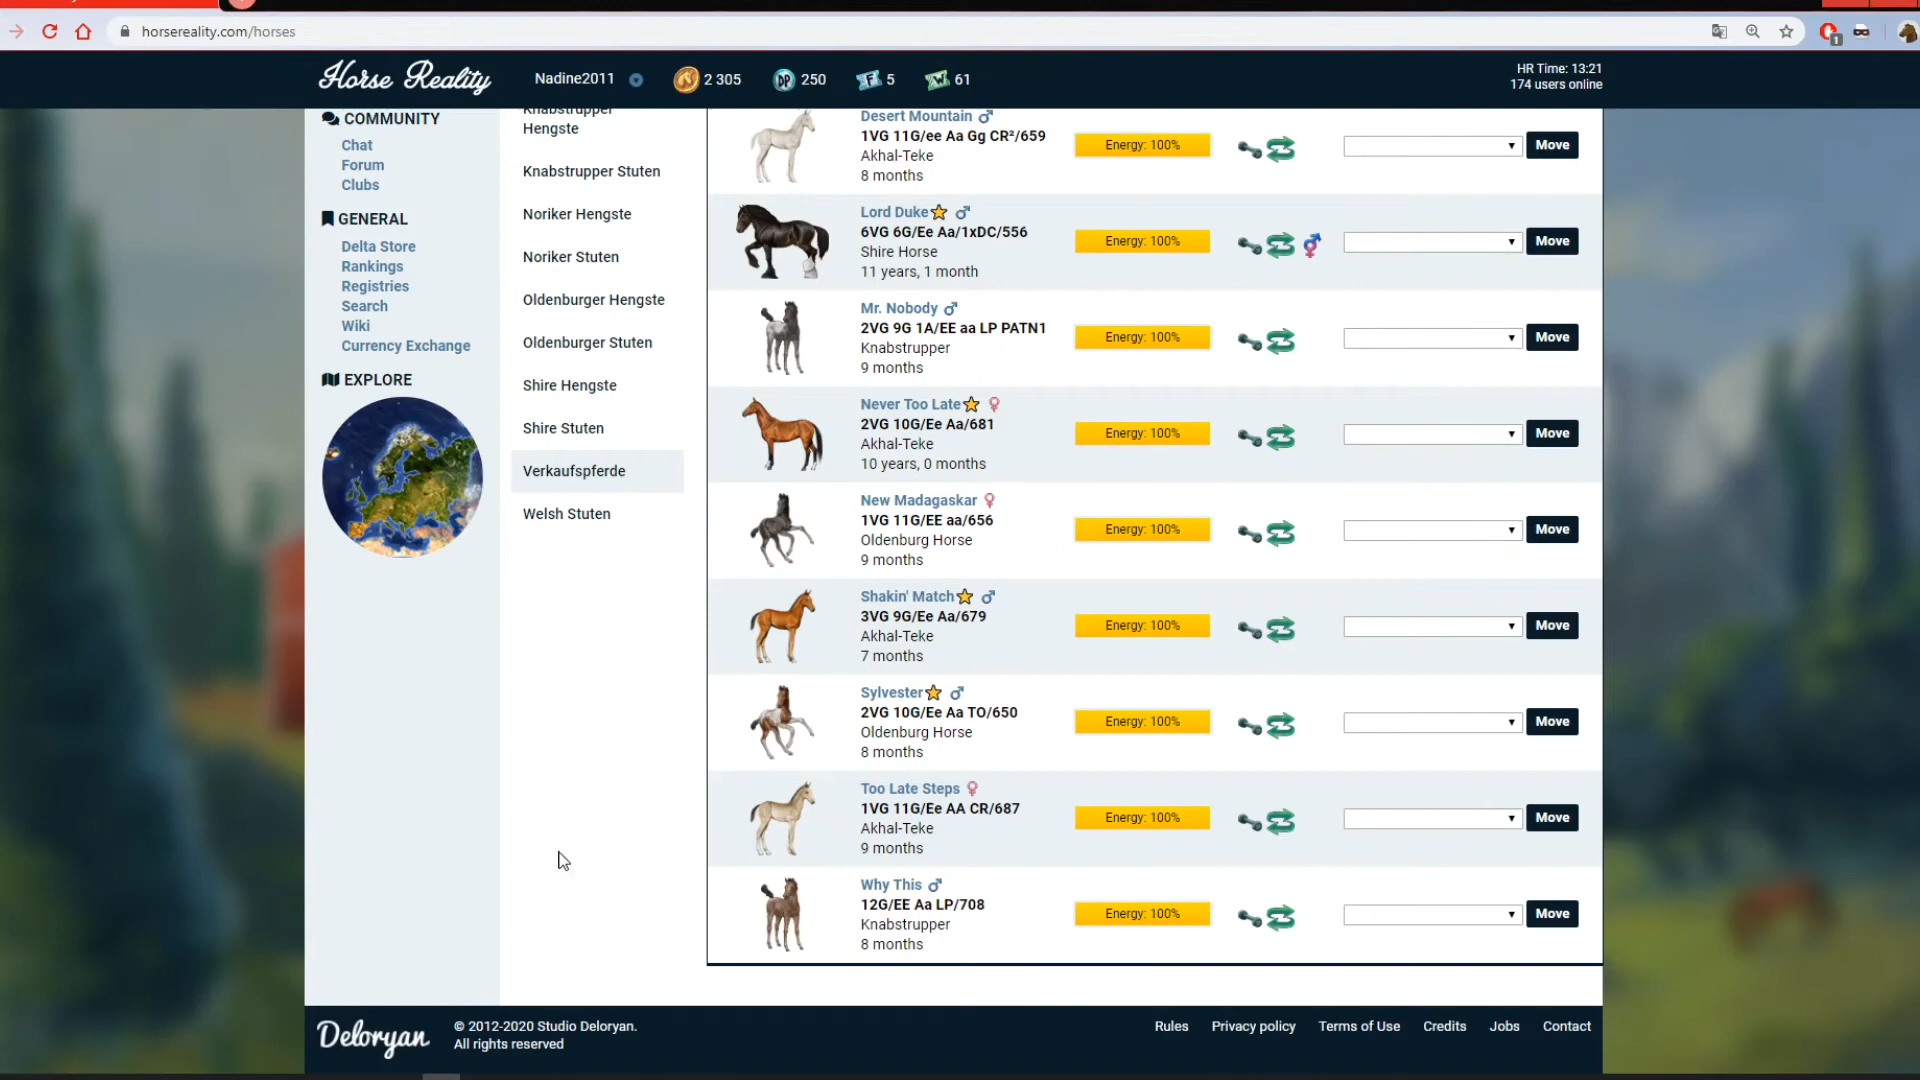 horsereality.com/horses
1
Horse Reality
Nadine2011
2 305
DP 250
F 5
W 61
HR Time: 13:21
174 users online
COMMUNITY
Chat
Forum
Clubs
GENERAL
Delta Store
Rankings
Registries
Search
Wiki
Currency Exchange
EXPLORE
Knabstrupper
Hengste
Knabstrupper Stuten
Noriker Hengste
Noriker Stuten
Oldenburger Hengste
Oldenburger Stuten
Shire Hengste
Shire Stuten
Verkaufspferde
Welsh Stuten
Desert Mountain ♂
1VG 11G/ee Aa Gg CR²/659
Akhal-Teke
8 months
Energy: 100%
Move
Lord Duke ♂
6VG 6G/Ee Aa/1xDC/556
Shire Horse
11 years, 1 month
Energy: 100%
Move
Mr. Nobody ♂
2VG 9G 1A/EE aa LP PATN1
Knabstrupper
9 months
Energy: 100%
Move
Never Too Late ♀
2VG 10G/Ee Aa/681
Akhal-Teke
10 years, 0 months
Energy: 100%
Move
New Madagaskar ♀
1VG 11G/EE aa/656
Oldenburg Horse
9 months
Energy: 100%
Move
Shakin' Match ♂
3VG 9G/Ee Aa/679
Akhal-Teke
7 months
Energy: 100%
Move
Sylvester ♂
2VG 10G/Ee Aa TO/650
Oldenburg Horse
8 months
Energy: 100%
Move
Too Late Steps ♀
1VG 11G/Ee AA CR/687
Akhal-Teke
9 months
Energy: 100%
Move
Why This ♂
12G/EE Aa LP/708
Knabstrupper
8 months
Energy: 100%
Move
Deloryan
© 2012-2020 Studio Deloryan.
All rights reserved
Rules
Privacy policy
Terms of Use
Credits
Jobs
Contact